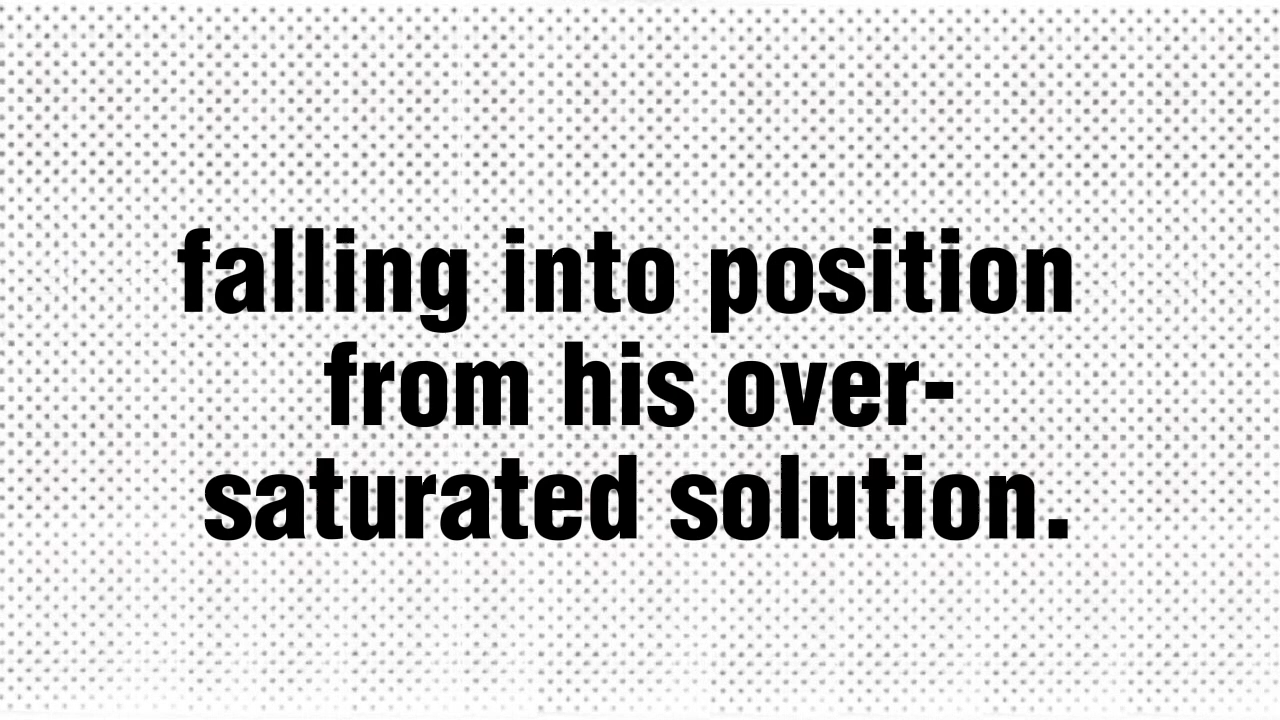 falling into position
from his over-
saturated solution.